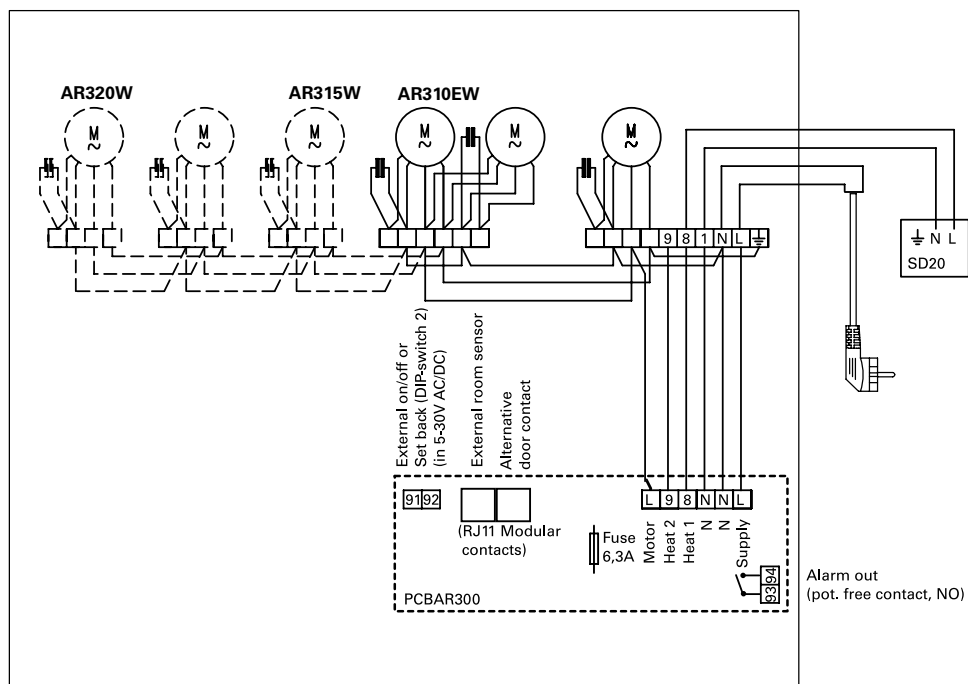 AR320W
AR315W
AR310EW
M
~
M
~
M
~
M
~
M
~
M
~
9 8 1 N L
N L
SD20
External on/off or
Set back (DIP-switch 2)
(in 5-30V AC/DC)
External room sensor
Alternative
door contact
91 92
(RJ11 Modular
contacts)
Fuse
6,3A
L 9 8 N N L
Motor
Heat 2
Heat 1
N
N
Supply
93 94
PCBAR300
Alarm out
(pot. free contact, NO)